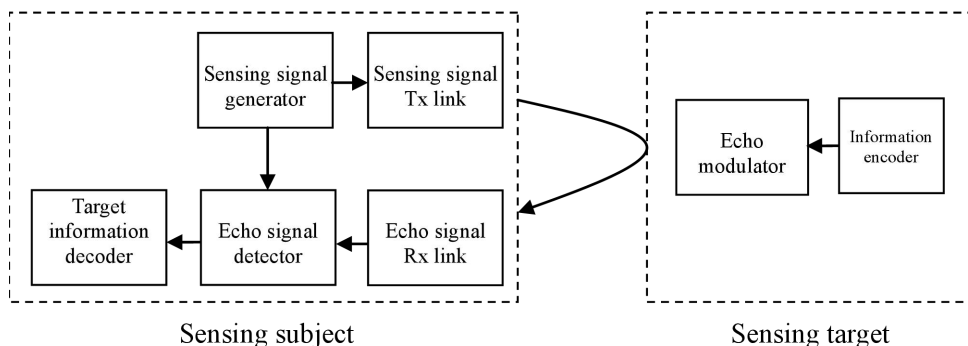 Sensing signal
generator
Sensing signal
Tx link
Echo
modulator
Information
encoder
Target
information
decoder
Echo signal
detector
Echo signal
Rx link
Sensing subject
Sensing target